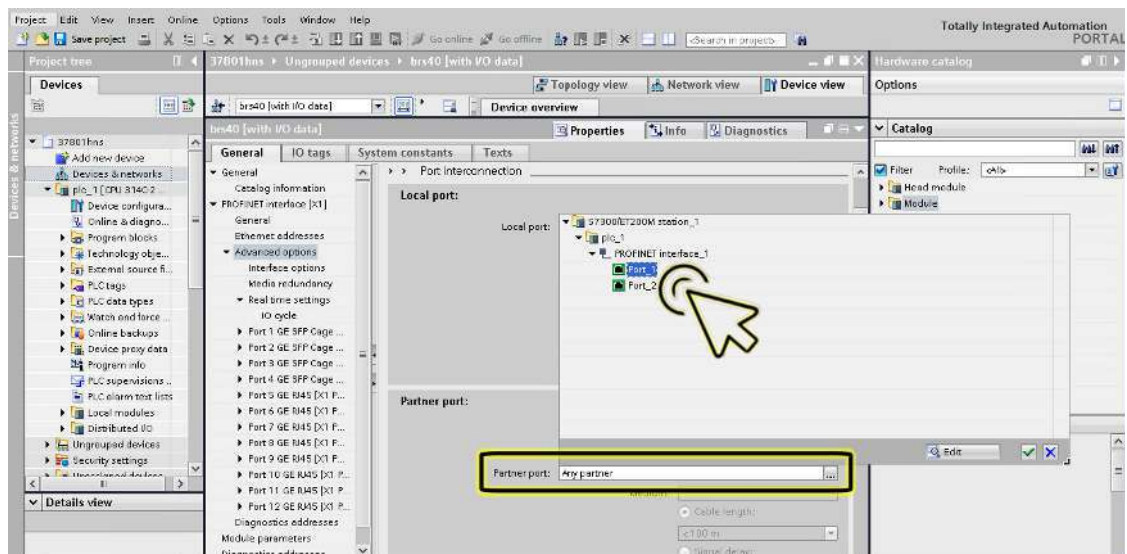 Project Edit View Insert Online Options Tools Window Help
Totally Integrated Automation
PORTAL
Save project Go online Go offline <Search in project>
Project tree
37801hns › Ungrouped devices › brs40 [with I/O data]
Hardware catalog
Devices
Topology view Network view Device view
Options
brs40 [with I/O data] Device overview
brs40 [with I/O data] Properties Info Diagnostics
Catalog
General IO tags System constants Texts
Filter Profile: <All>
Head module
Module
Devices & networks
37801hns
Add new device
Devices & networks
plc_1 [CPU 314C-2 ...
Device configura...
Online & diagno...
Program blocks
Technology obje...
External source fi...
PLC tags
PLC data types
Watch and force ...
Online backups
Device proxy data
Program info
PLC supervisions ...
PLC alarm text lists
Local modules
Distributed I/O
Ungrouped devices
Security settings
Unassigned devices
Details view
General
Catalog information
PROFINET interface [X1]
General
Ethernet addresses
Advanced options
Interface options
Media redundancy
Real time settings
IO cycle
Port 1 GE SFP Cage ...
Port 2 GE SFP Cage ...
Port 3 GE SFP Cage ...
Port 4 GE SFP Cage ...
Port 5 GE RJ45 [X1 P...
Port 6 GE RJ45 [X1 P...
Port 7 GE RJ45 [X1 P...
Port 8 GE RJ45 [X1 P...
Port 9 GE RJ45 [X1 P...
Port 10 GE RJ45 [X1 P...
Port 11 GE RJ45 [X1 P...
Port 12 GE RJ45 [X1 P...
Diagnostics addresses
Module parameters
Diagnostics addresses
Port Interconnection
Local port:
Local port:
S7300/ET200M station_1
plc_1
PROFINET interface_1
Port_1
Port_2
Edit
Partner port:
Partner port: Any partner ...
Medium:
Cable length:
<100 m
Signal delay: